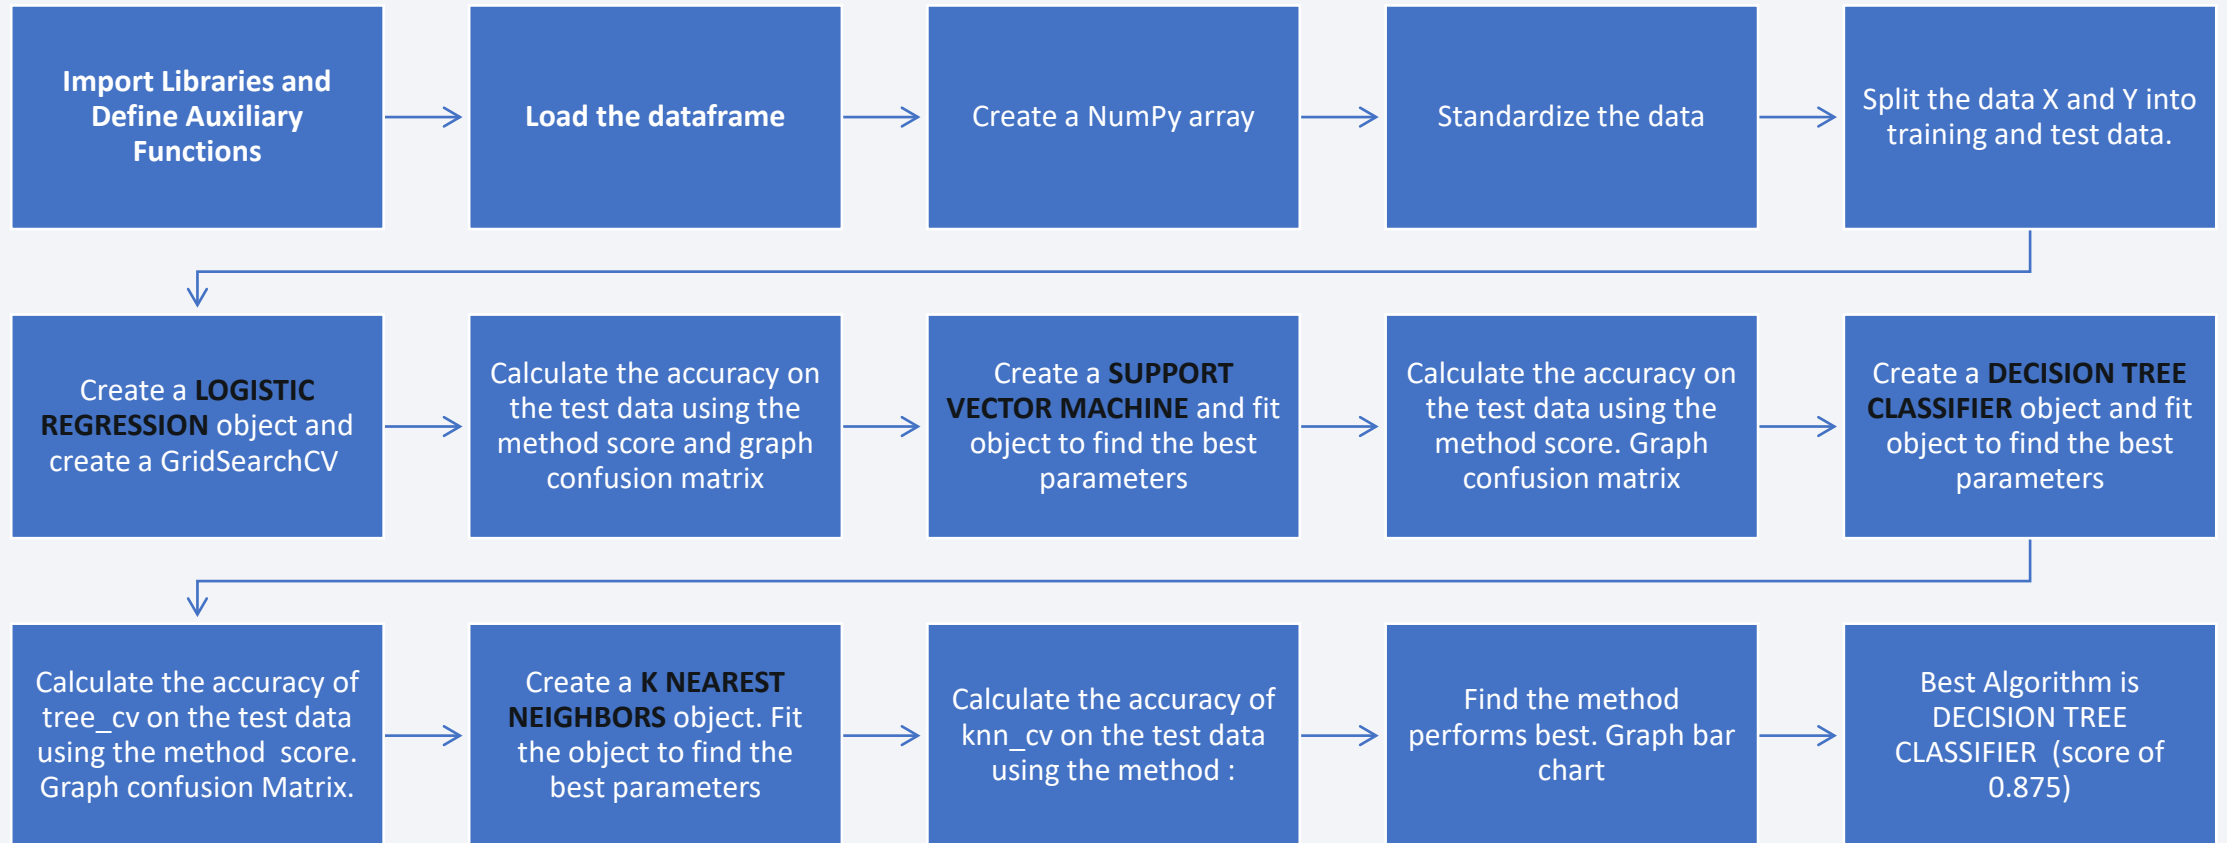 Import Libraries and
Define Auxiliary
Functions
Load the dataframe
Create a NumPy array
Standardize the data
Split the data X and Y into
training and test data.
Create a LOGISTIC
REGRESSION object and
create a GridSearchCV
Calculate the accuracy on
the test data using the
method score and graph
confusion matrix
Create a SUPPORT
VECTOR MACHINE and fit
object to find the best
parameters
Calculate the accuracy on
the test data using the
method score. Graph
confusion matrix
Create a DECISION TREE
CLASSIFIER object and fit
object to find the best
parameters
Calculate the accuracy of
tree_cv on the test data
using the method  score.
Graph confusion Matrix.
Create a K NEAREST
NEIGHBORS object. Fit
the object to find the
best parameters
Calculate the accuracy of
knn_cv on the test data
using the method :
Find the method
performs best. Graph bar
chart
Best Algorithm is
DECISION TREE
CLASSIFIER  (score of
0.875)